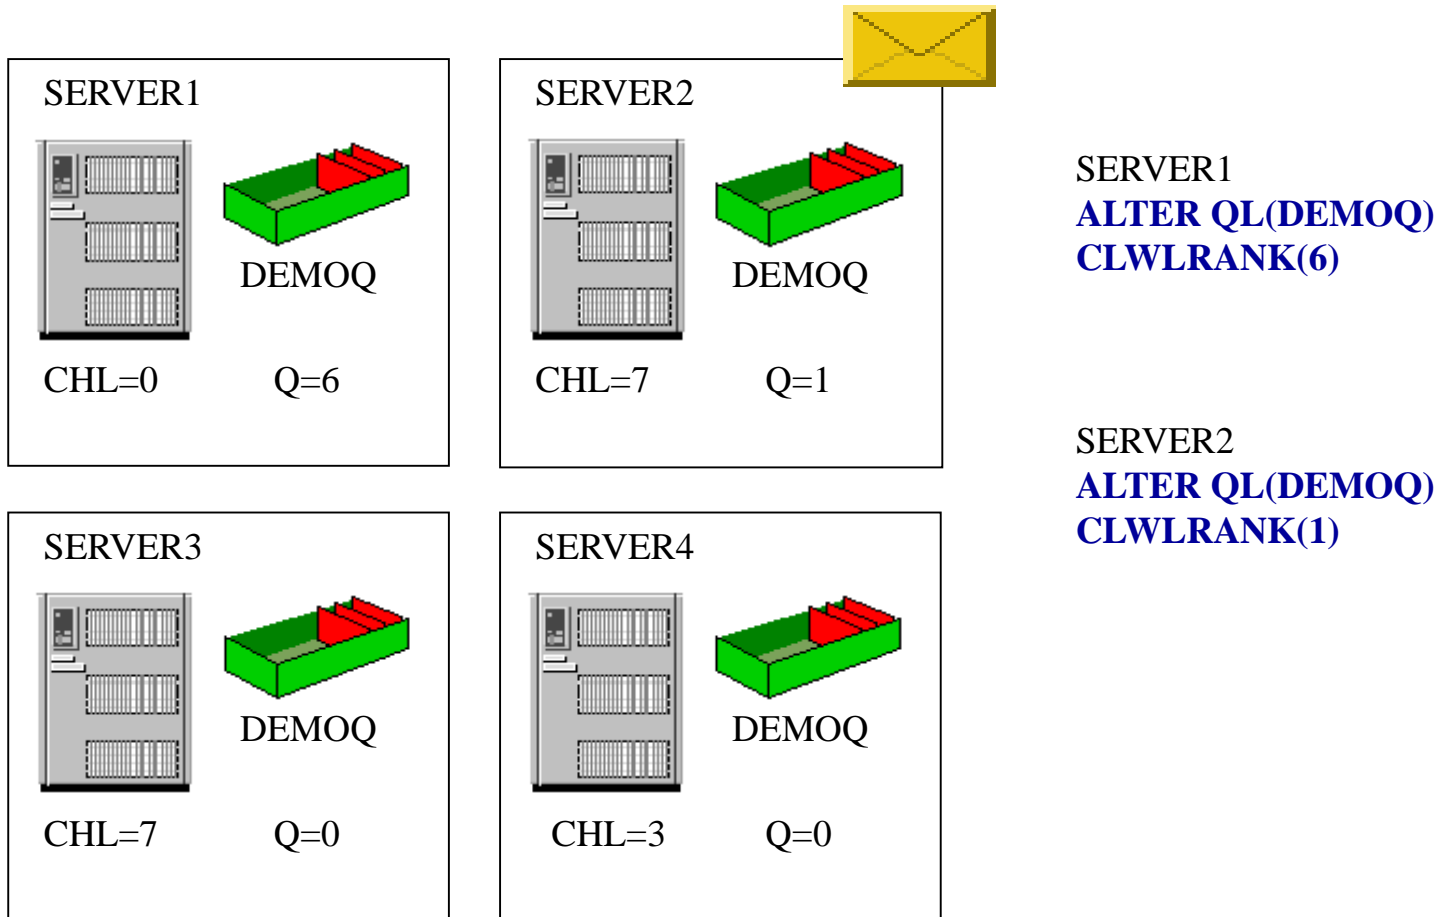 SERVER1
DEMOQ
CHL=0 Q=6
SERVER2
DEMOQ
CHL=7 Q=1
SERVER3
DEMOQ
CHL=7 Q=0
SERVER4
DEMOQ
CHL=3 Q=0
SERVER1
ALTER QL(DEMOQ)
CLWLRANK(6)
SERVER2
ALTER QL(DEMOQ)
CLWLRANK(1)